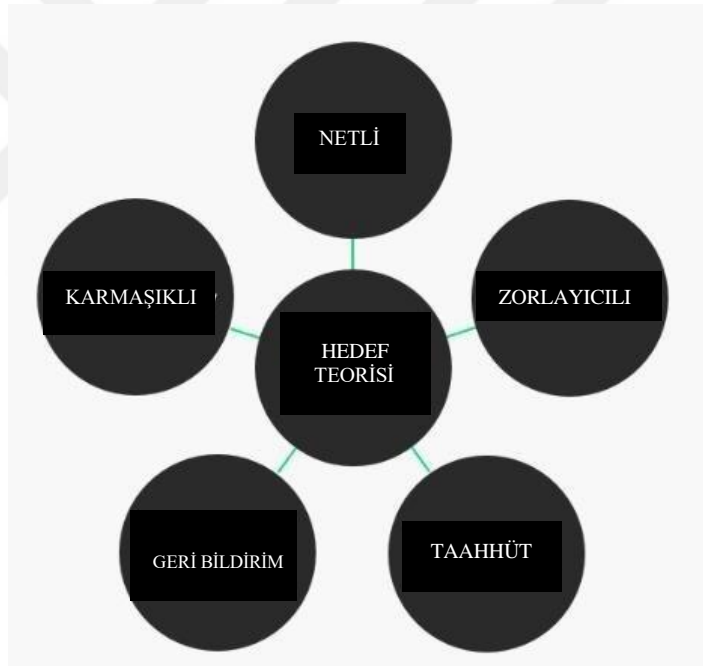 NETLİ
KARMAŞIKLI
ZORLAYICILI
HEDEF
TEORİSİ
GERİ BİLDİRİM
TAAHHÜT